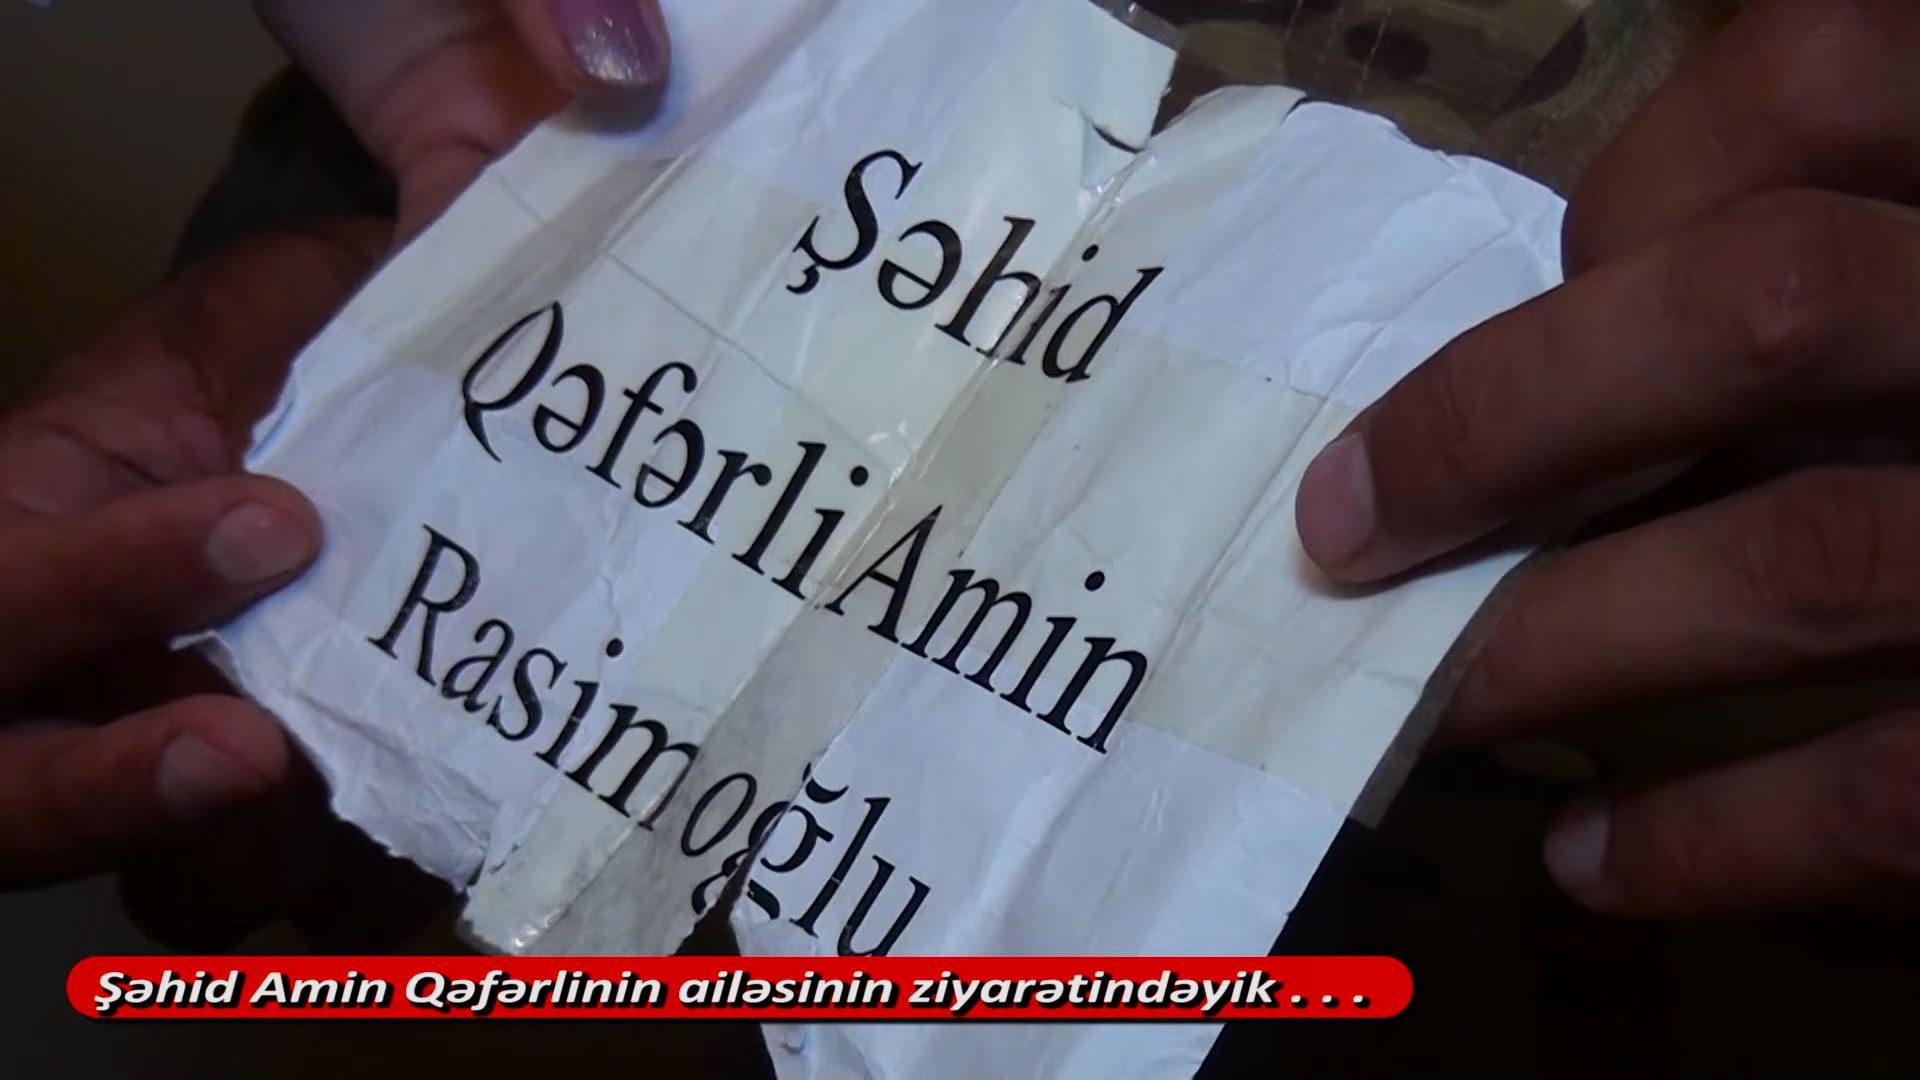 Şəhid
Qəfərli Amin
Rasimoğlu
Şəhid Amin Qəfərlinin ailəsinin ziyarətindəyik . . .